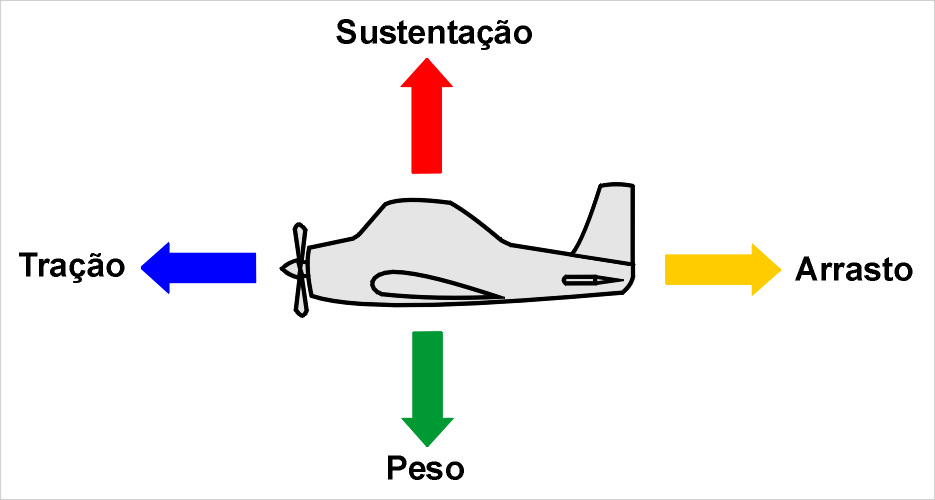 Sustentação
Tração
Arrasto
Peso